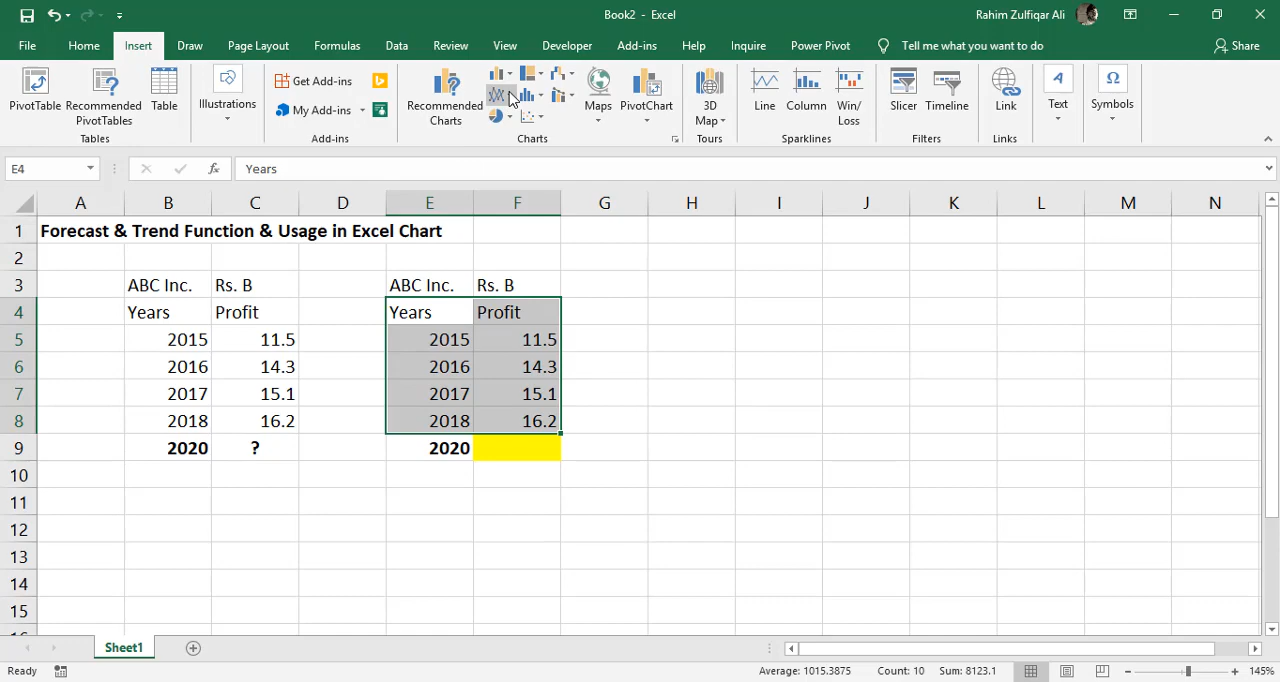 Book2 - Excel
Rahim Zulfiqar Ali
File Home Insert Draw Page Layout Formulas Data Review View Developer Add-ins Help Inquire Power Pivot Tell me what you want to do Share
PivotTable
Recommended
PivotTables
Table
Tables
Illustrations
Get Add-ins
My Add-ins
Add-ins
Recommended
Charts
Maps
PivotChart
Charts
3D
Map
Tours
Line
Column
Win/
Loss
Sparklines
Slicer
Timeline
Filters
Link
Links
Text
Symbols
E4 fx Years
A B C D E F G H I J K L M N
1 Forecast & Trend Function & Usage in Excel Chart
2
3 ABC Inc. Rs. B ABC Inc. Rs. B
4 Years Profit Years Profit
5 2015 11.5 2015 11.5
6 2016 14.3 2016 14.3
7 2017 15.1 2017 15.1
8 2018 16.2 2018 16.2
9 2020 ? 2020
10
11
12
13
14
15
Sheet1
Ready Average: 1015.3875 Count: 10 Sum: 8123.1 145%